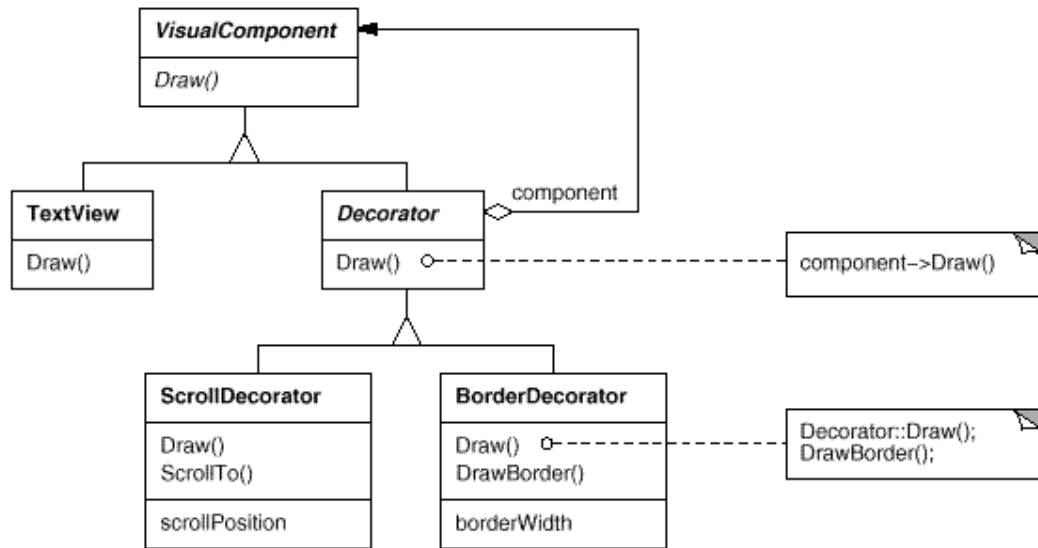 VisualComponent
Draw()
component
TextView
Draw()
Decorator
Draw()
component->Draw()
ScrollDecorator
Draw()
ScrollTo()
scrollPosition
BorderDecorator
Draw()
DrawBorder()
borderWidth
Decorator::Draw();
DrawBorder();